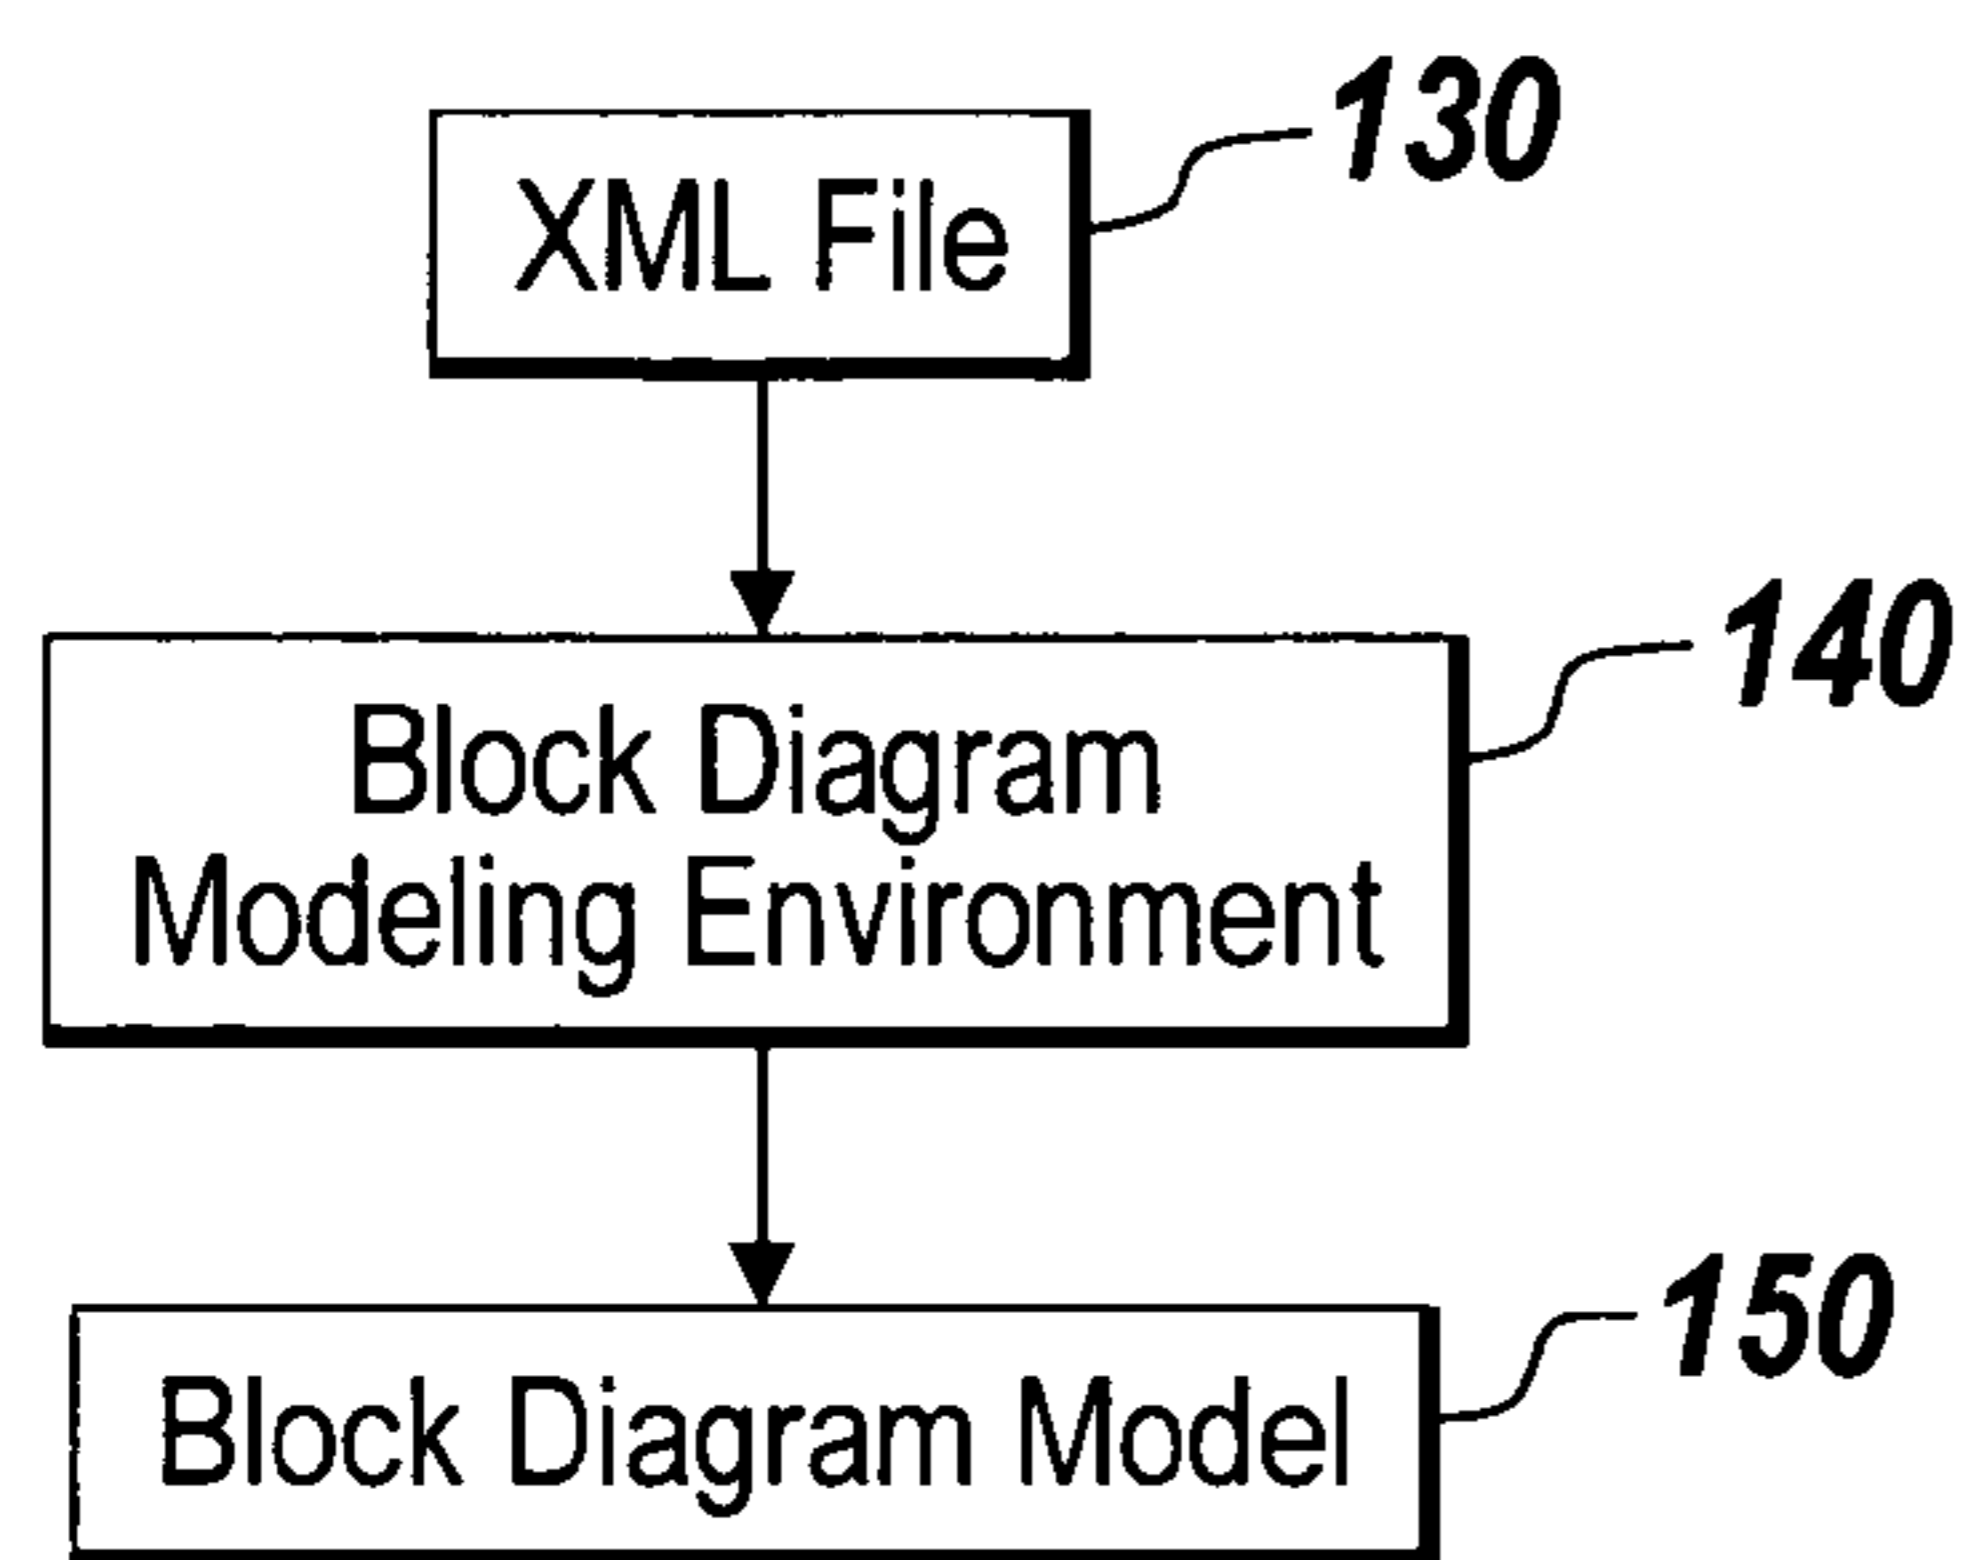 130
XML File
140
Block Diagram
Modeling Environment
150
Block Diagram Model